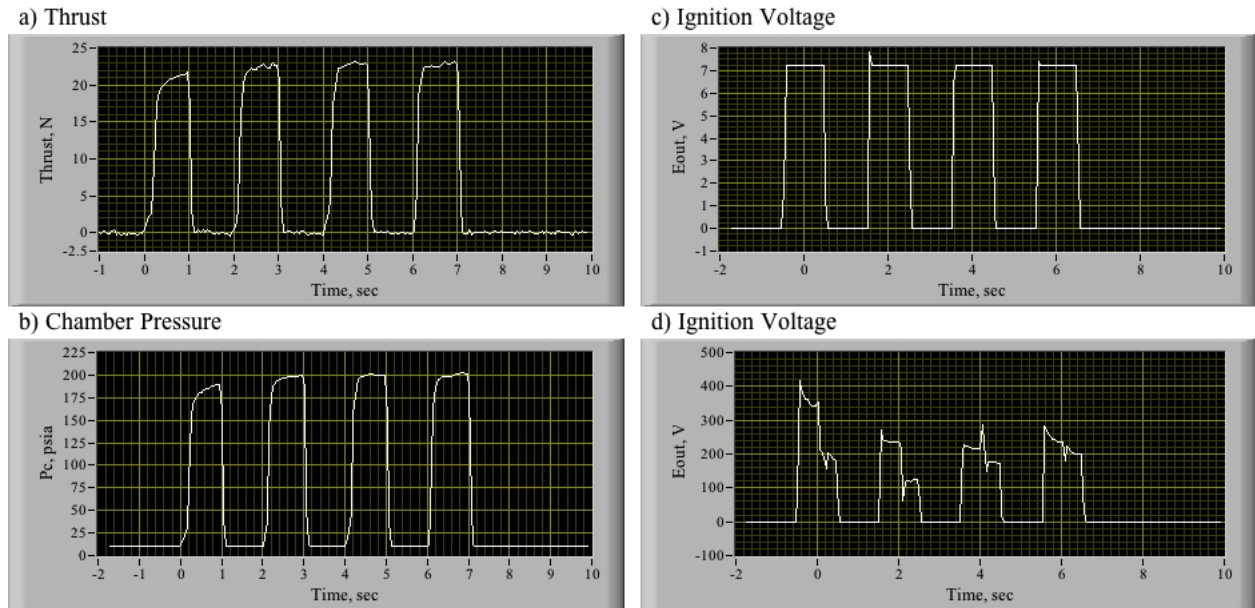 a) Thrust
25
20
15
10
5
0
-2.5
Thrust, N
-1 0 1 2 3 4 5 6 7 8 9 10
Time, sec
c) Ignition Voltage
8
7
6
5
4
3
2
1
0
-1
Eout, V
-2 0 2 4 6 8 10
Time, sec
b) Chamber Pressure
225
200
175
150
125
100
75
50
25
0
Pc, psia
-2 -1 0 1 2 3 4 5 6 7 8 9 10
Time, sec
d) Ignition Voltage
500
400
300
200
100
0
-100
Eout, V
-2 0 2 4 6 8 10
Time, sec